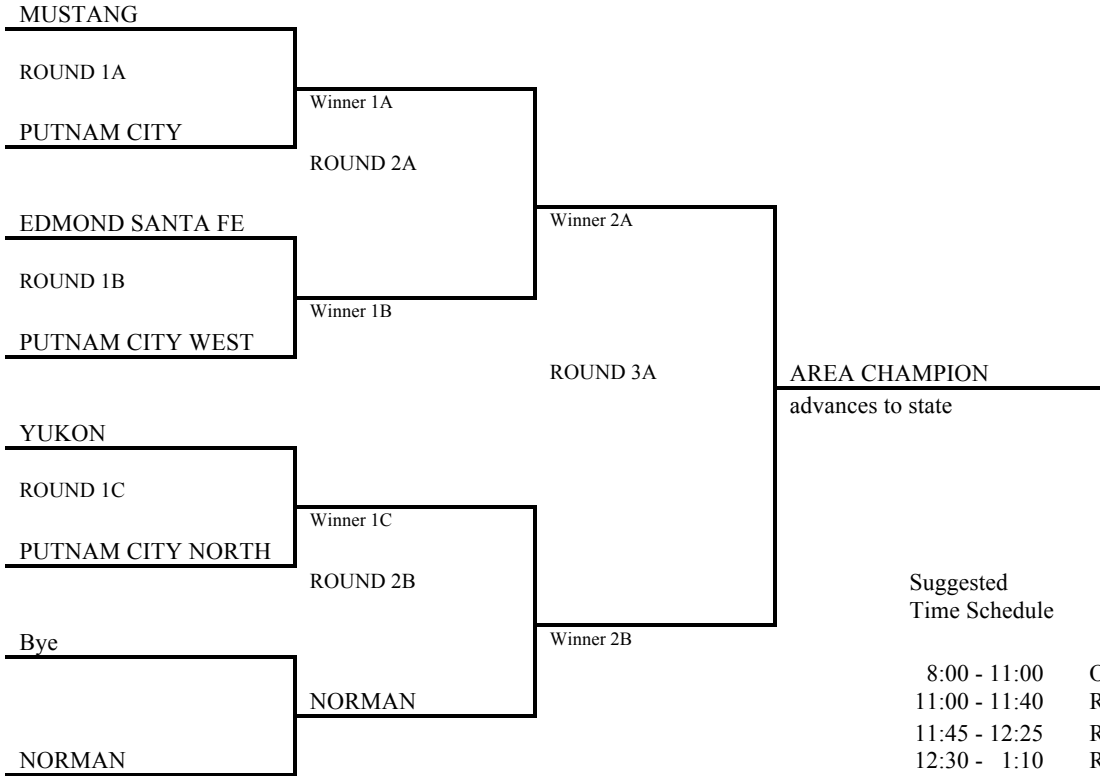 MUSTANG
ROUND 1A
Winner 1A
PUTNAM CITY
ROUND 2A
EDMOND SANTA FE
Winner 2A
ROUND 1B
Winner 1B
PUTNAM CITY WEST
ROUND 3A
AREA CHAMPION
advances to state
YUKON
ROUND 1C
Winner 1C
PUTNAM CITY NORTH
ROUND 2B
Suggested
Time Schedule
Bye
Winner 2B
8:00 - 11:00
NORMAN
11:00 - 11:40
11:45 - 12:25
NORMAN
12:30 - 1:10